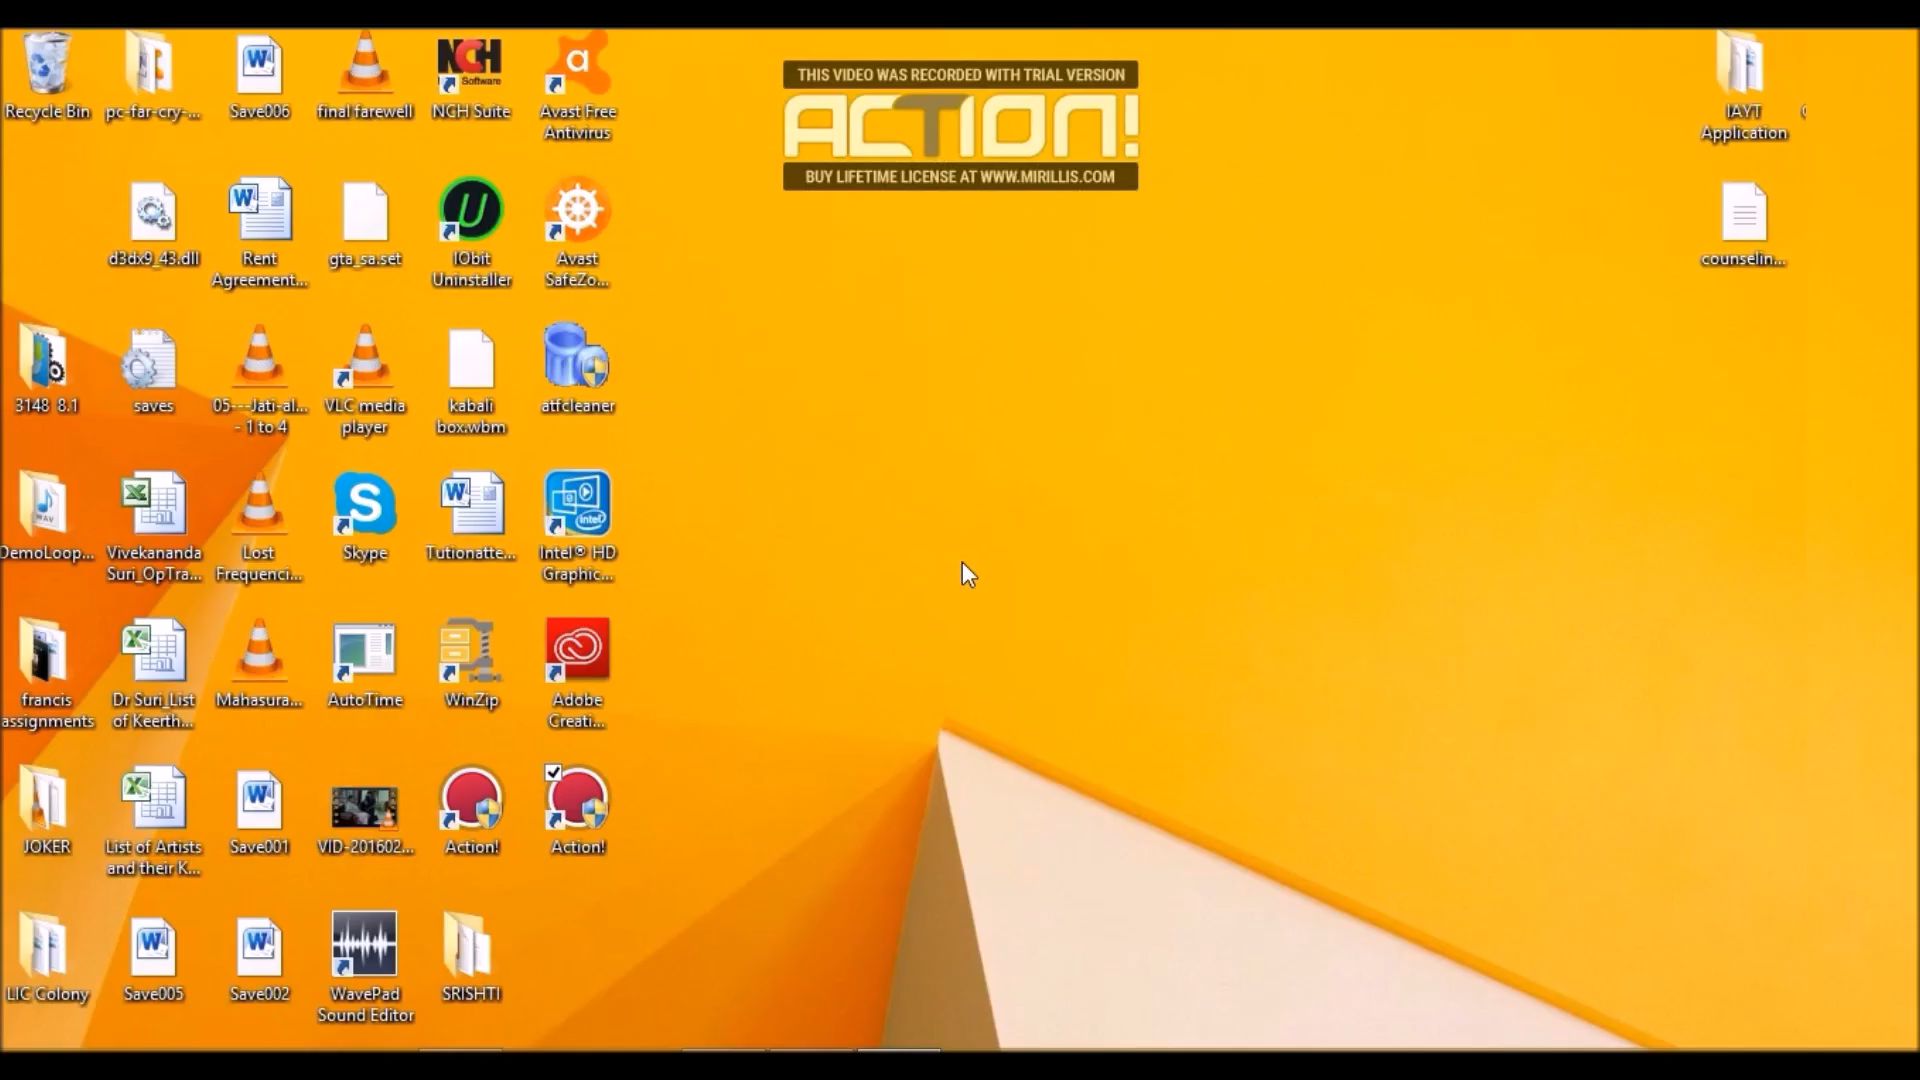 THIS VIDEO WAS RECORDED WITH TRIAL VERSION
ACTION!
BUY LIFETIME LICENSE AT WWW.MIRILLIS.COM
Recycle Bin
pc-far-cry-...
Save006
final farewell
NCH Software
NCH Suite
a
Avast Free
Antivirus
IAYT
Application
d3dx9_43.dll
Rent
Agreement...
gta_sa.set
U
IObit
Uninstaller
Avast
SafeZo...
counselin...
3148 8.1
saves
05---Jati-al...
- 1 to 4
VLC media
player
kabali
box.wbm
atfcleaner
WAV
DemoLoop...
Vivekananda
Suri_OpTra...
Lost
Frequenci...
S
Skype
Tutionatte...
intel
Intel® HD
Graphic...
francis
assignments
Dr Suri_List
of Keerth...
Mahasura...
AutoTime
WinZip
Adobe
Creati...
JOKER
List of Artists
and their K...
Save001
VID-201602...
Action!
Action!
LIC Colony
Save005
Save002
WavePad
Sound Editor
SRISHTI